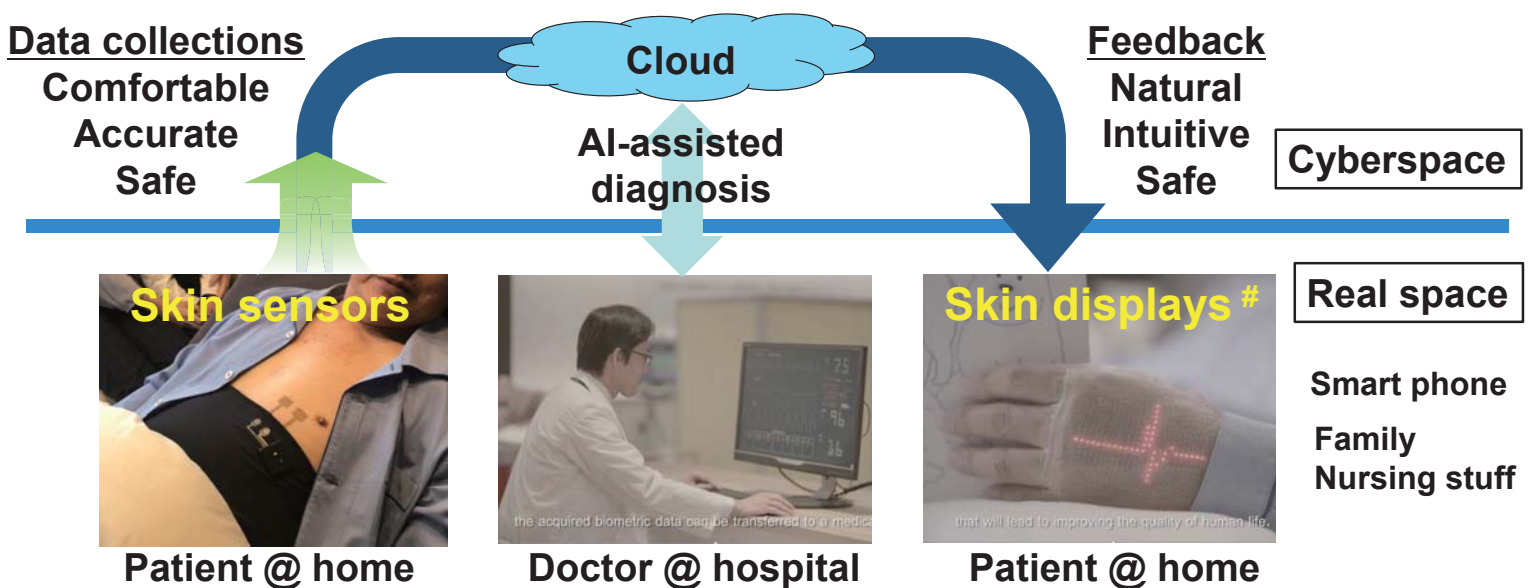 Data collections
Comfortable
Accurate
Safe
Cloud
AI-assisted
diagnosis
Feedback
Natural
Intuitive
Safe
Cyberspace
Real space
Skin sensors
75
96
16
the acquired biometric data can be transferred to a medica
Skin displays #
that will lead to improving the quality of human life.
Smart phone
Family
Nursing stuff
Patient @ home
Doctor @ hospital
Patient @ home